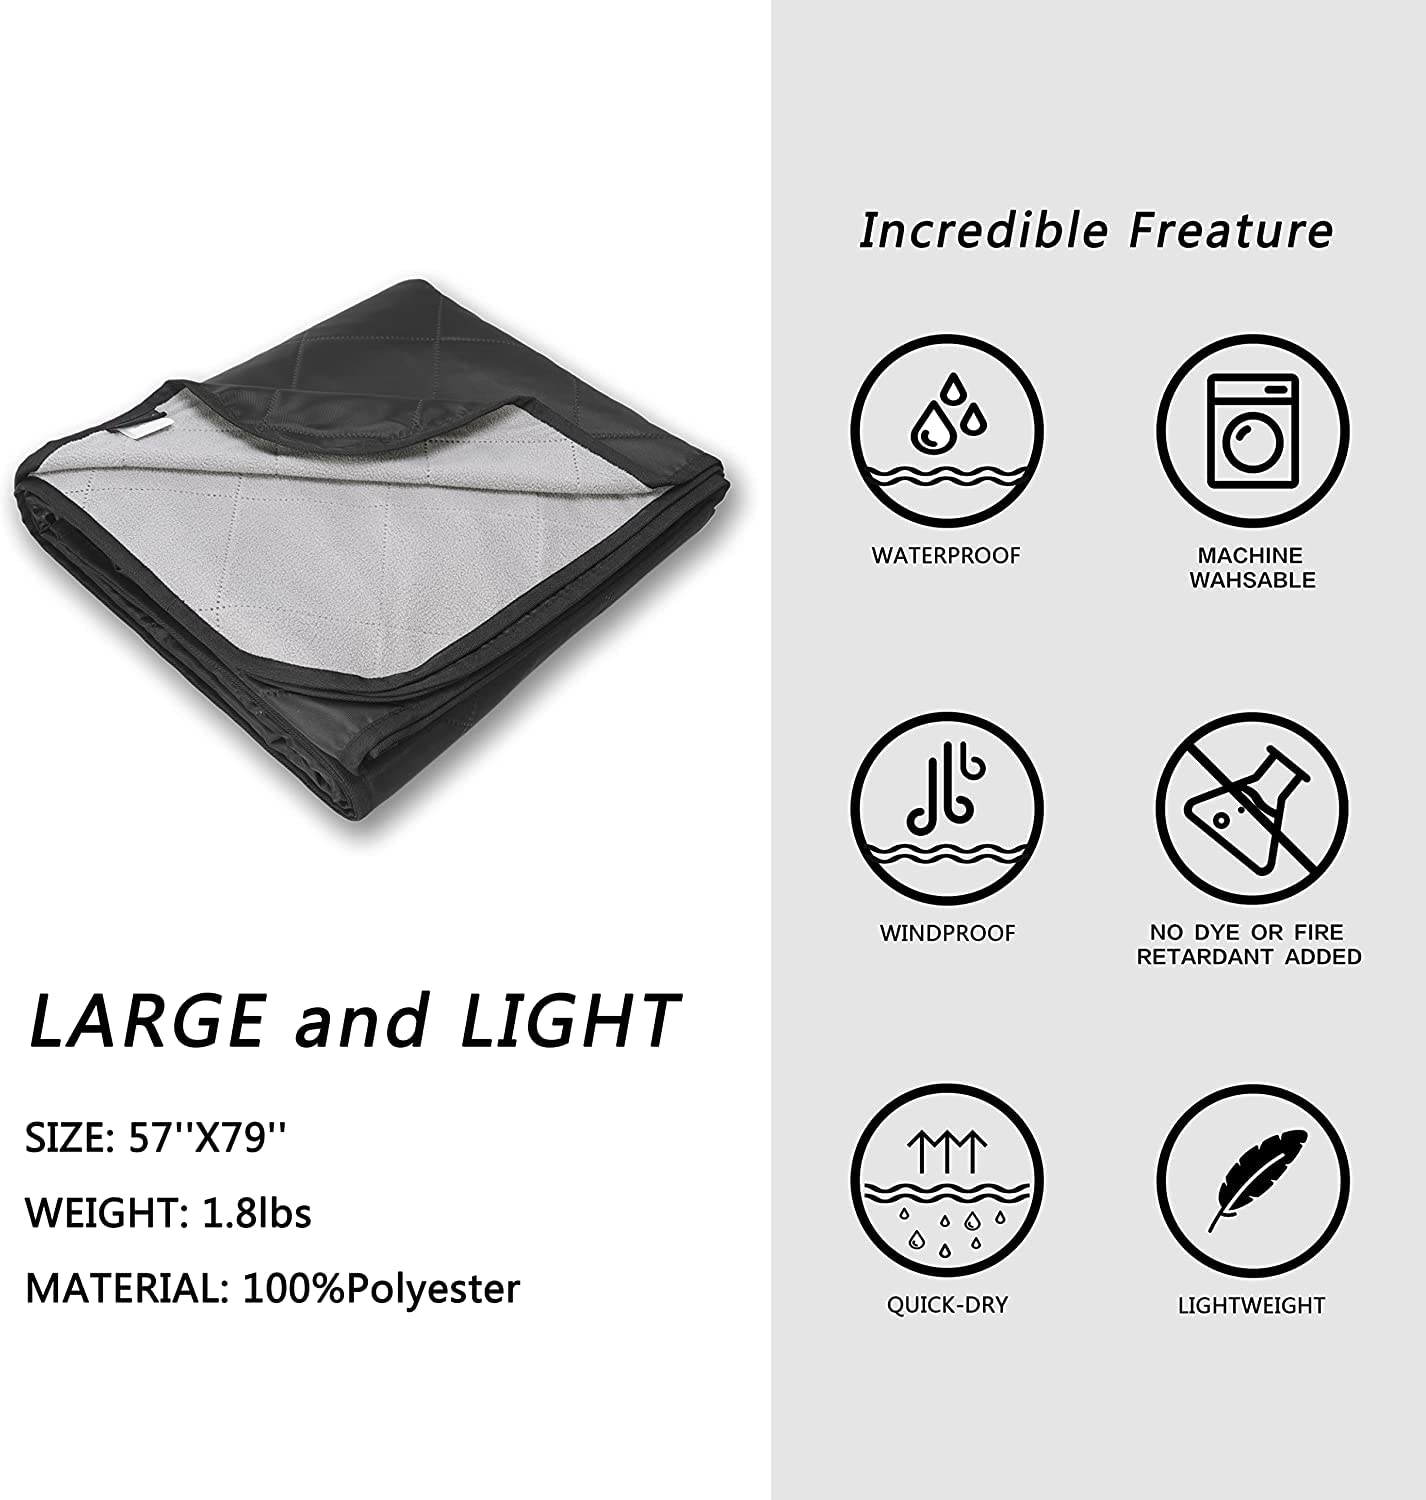 LARGE and LIGHT
SIZE: 57''X79''
WEIGHT: 1.8lbs
MATERIAL: 100%Polyester
Incredible Freature
WATERPROOF
MACHINE
WAHSABLE
WINDPROOF
NO DYE OR FIRE
RETARDANT ADDED
QUICK-DRY
LIGHTWEIGHT